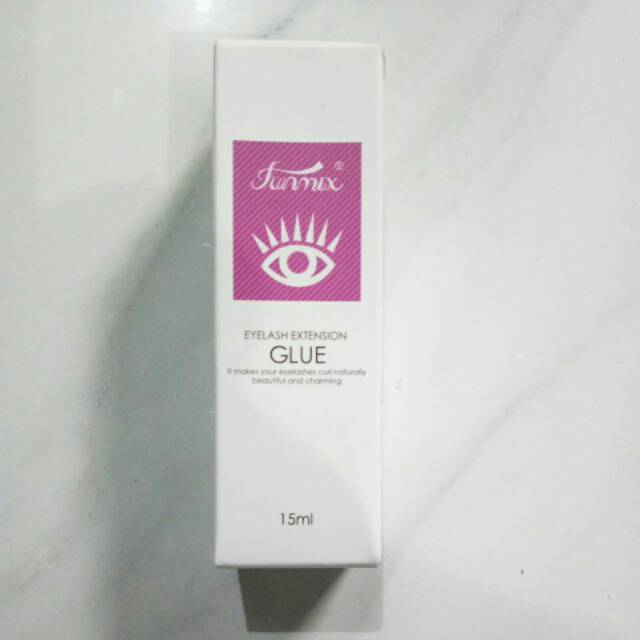 Funmix®
EYELASH EXTENSION
GLUE
It makes your eyelashes curl naturally
beautiful and charming
15ml